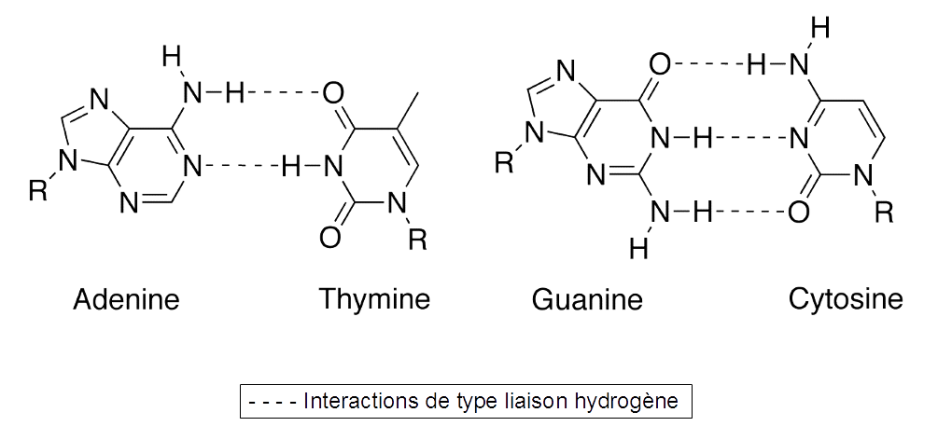 H
N
N-H
O
N
N
H-N
R
N
N
O
N
R
Adenine
Thymine
H
O
H-N
N
N
N-H
N
R
N
N-H
O
N
R
H
Guanine
Cytosine
- - - - Interactions de type liaison hydrogène